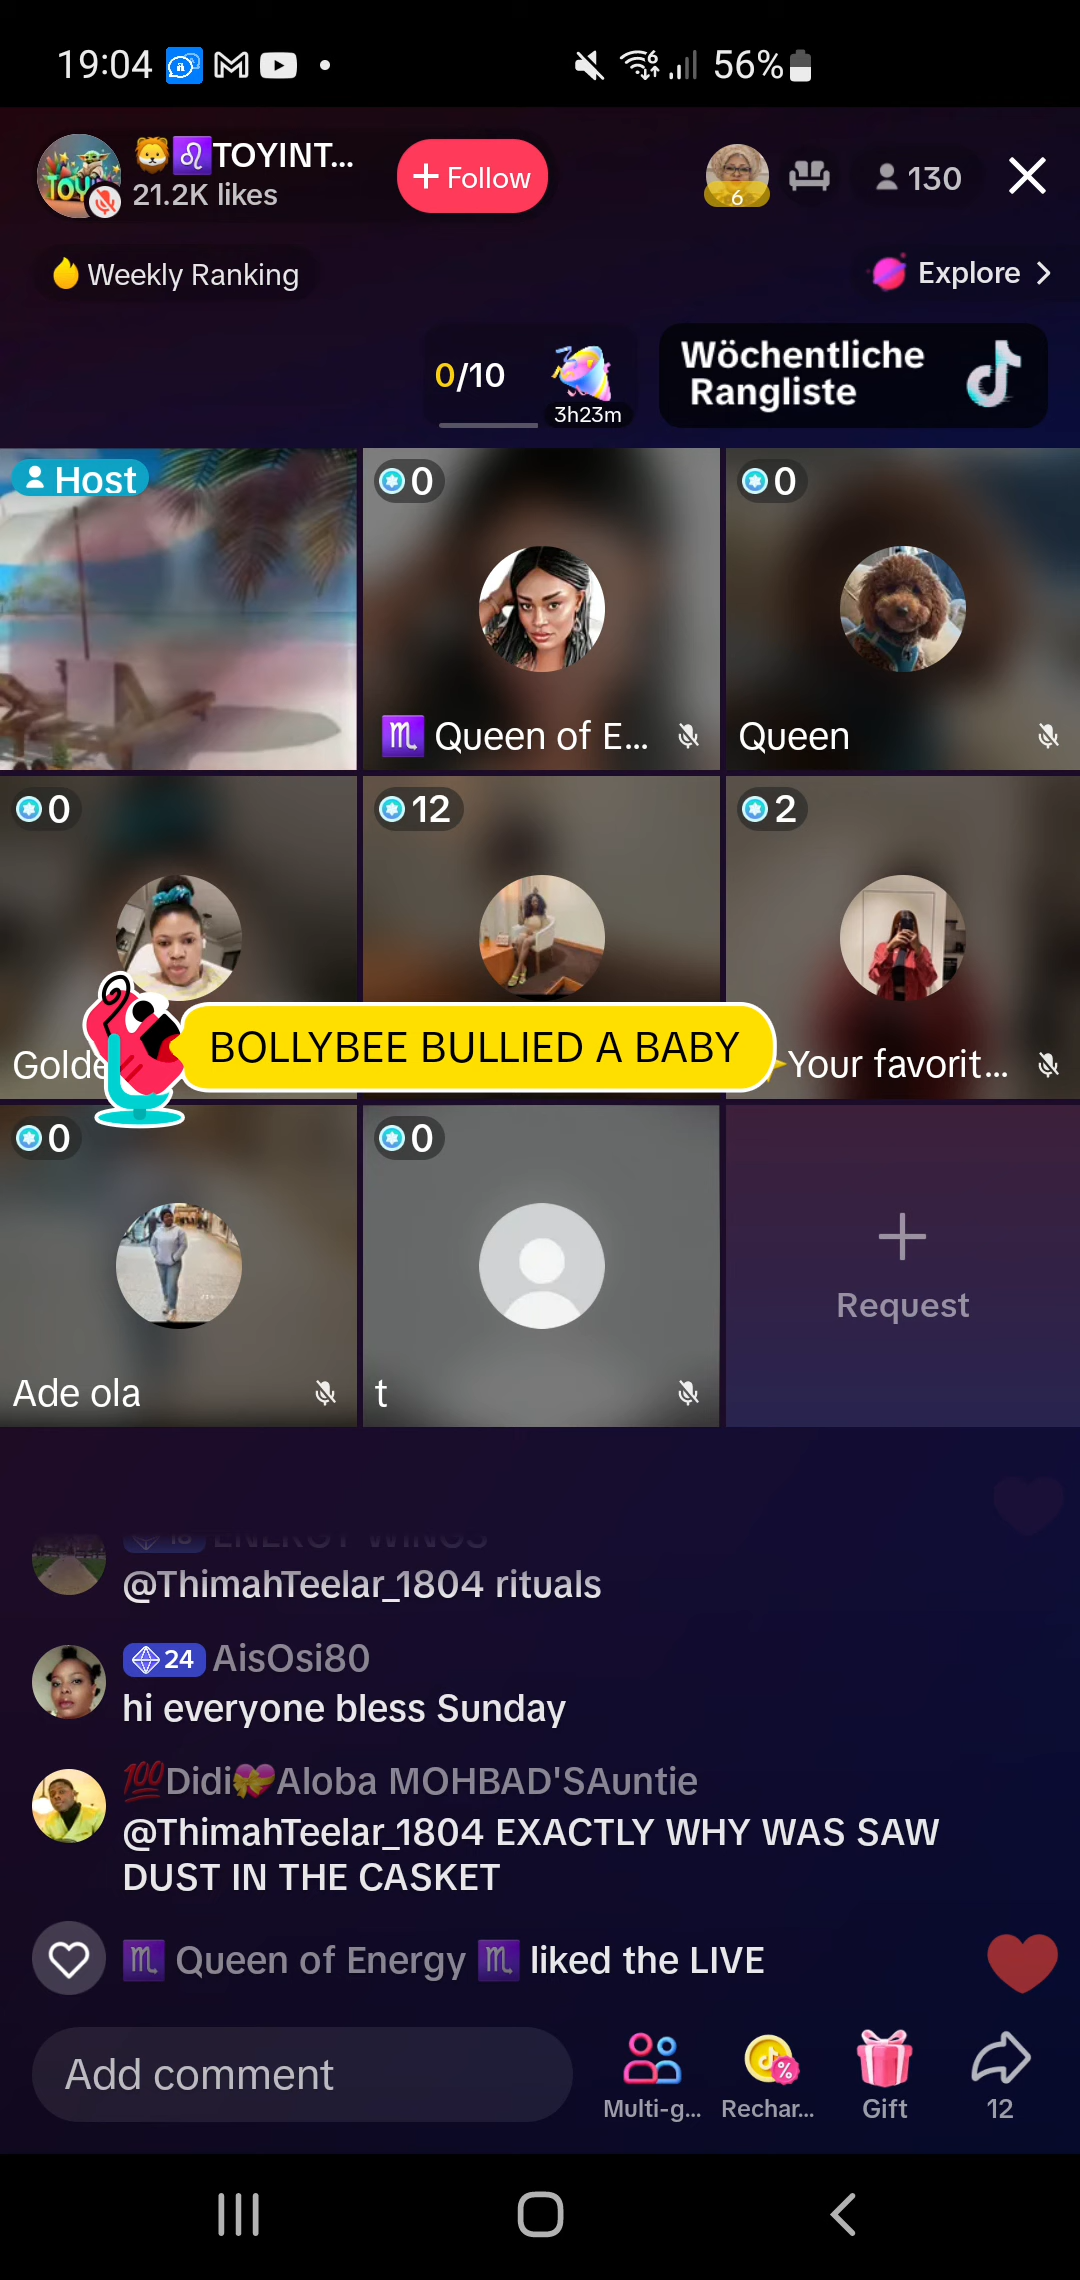 19:04
56%
🦁♌TOYINT...
21.2K likes
+ Follow
6
130
Weekly Ranking
Explore
0/10
3h23m
Wöchentliche
Rangliste
Host
0
0
♏ Queen of E...
Queen
0
12
2
Golde
BOLLYBEE BULLIED A BABY
Your favorit...
0
0
Request
Ade ola
t
18 ENERGY WINGS
@ThimahTeelar_1804 rituals
24 AisOsi80
hi everyone bless Sunday
💯Didi💝Aloba MOHBAD'SAuntie
@ThimahTeelar_1804 EXACTLY WHY WAS SAW
DUST IN THE CASKET
♏ Queen of Energy ♏ liked the LIVE
Add comment
Multi-g...
Rechar...
Gift
12